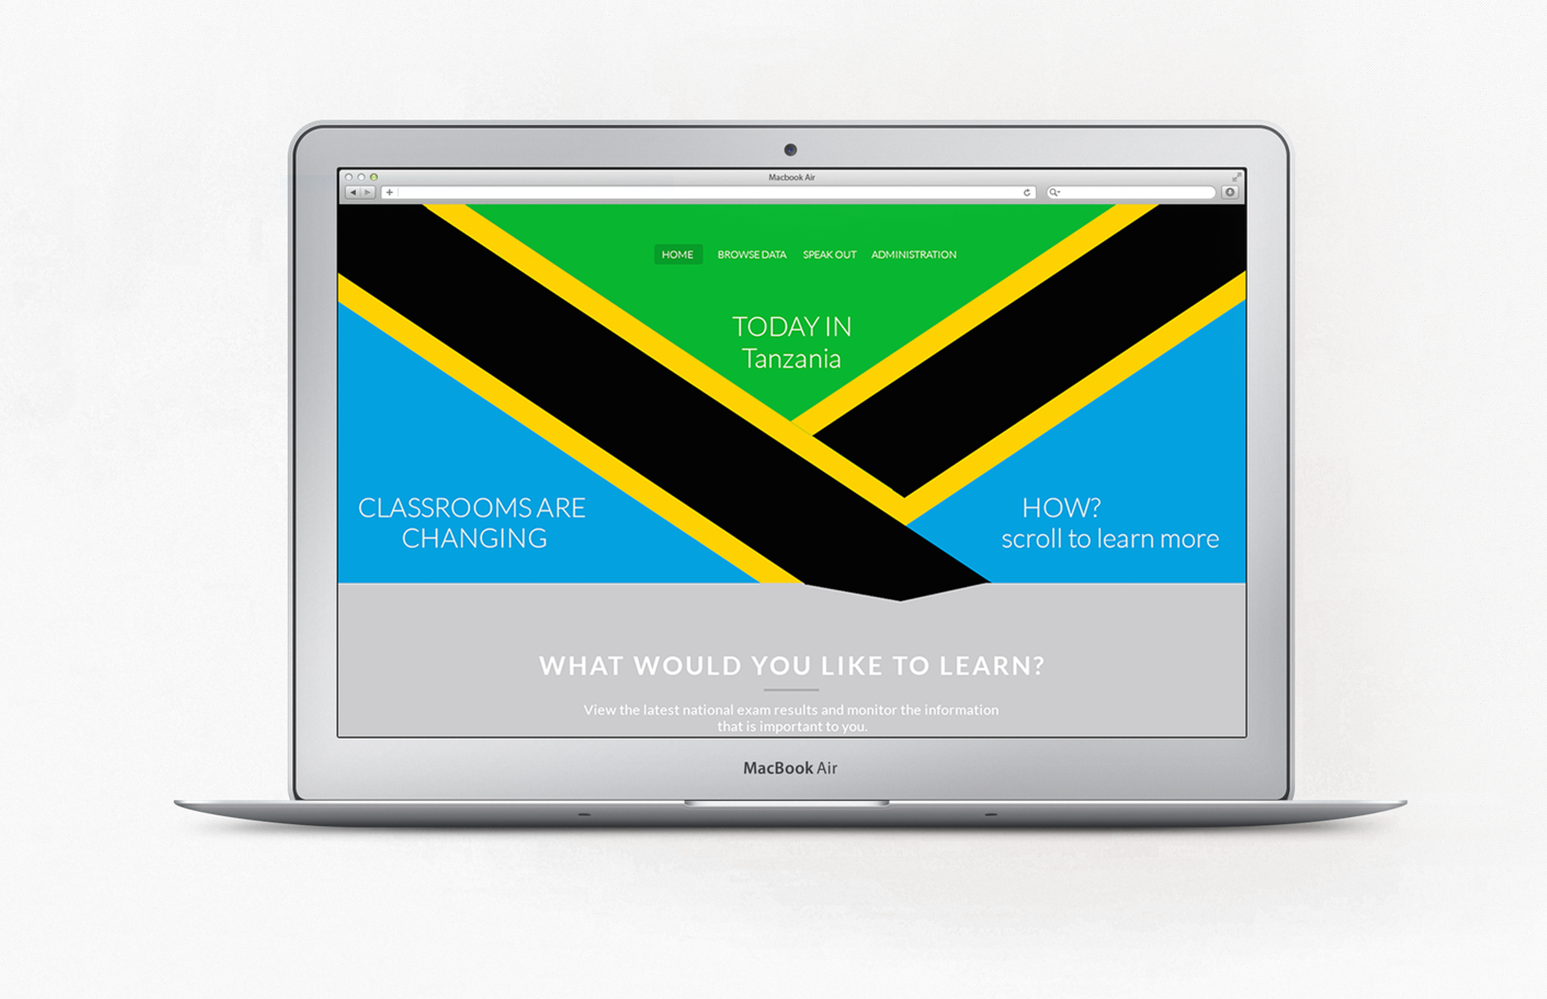 Macbook Air
HOME BROWSE DATA SPEAK OUT ADMINISTRATION
TODAY IN
Tanzania
CLASSROOMS ARE
CHANGING
HOW?
scroll to learn more
WHAT WOULD YOU LIKE TO LEARN?
View the latest national exam results and monitor the information
that is important to you.
MacBook Air